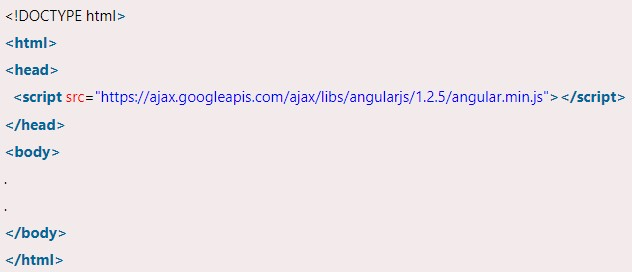 <!DOCTYPE html>
<html>
<head>
<script src="https://ajax.googleapis.com/ajax/libs/angularjs/1.2.5/angular.min.js"></script>
</head>
<body>
.
.
</body>
</html>